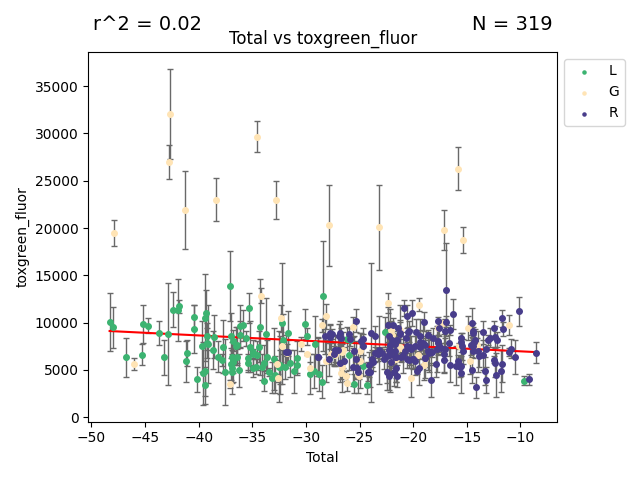 r^2 = 0.02
N = 319
Total vs toxgreen_fluor
L
G
R
toxgreen_fluor
35000
30000
25000
20000
15000
10000
5000
0
−50
−45
−40
−35
−30
−25
−20
−15
−10
Total